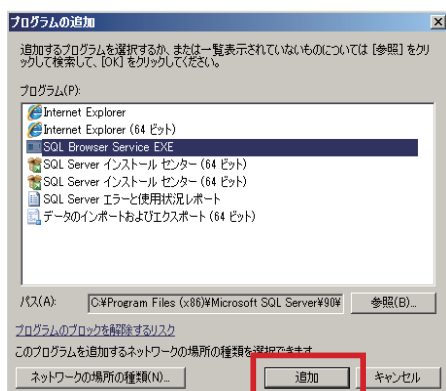 プログラムの追加
追加するプログラムを選択するか、または一覧表示されていないものについては [参照] をクリ
ックして検索して、[OK] をクリックしてください。
プログラム(P):
Internet Explorer
Internet Explorer (64 ビット)
SQL Browser Service EXE
SQL Server インストール センター (64 ビット)
SQL Server インストール センター (64 ビット)
SQL Server エラーと使用状況レポート
データのインポートおよびエクスポート (64 ビット)
パス(A):
C:¥Program Files (x86)¥Microsoft SQL Server¥90¥
参照(B)...
プログラムのブロックを解除するリスク
このプログラムを追加するネットワークの場所の種類を選択できます
ネットワークの場所の種類(N)...
追加
キャンセル